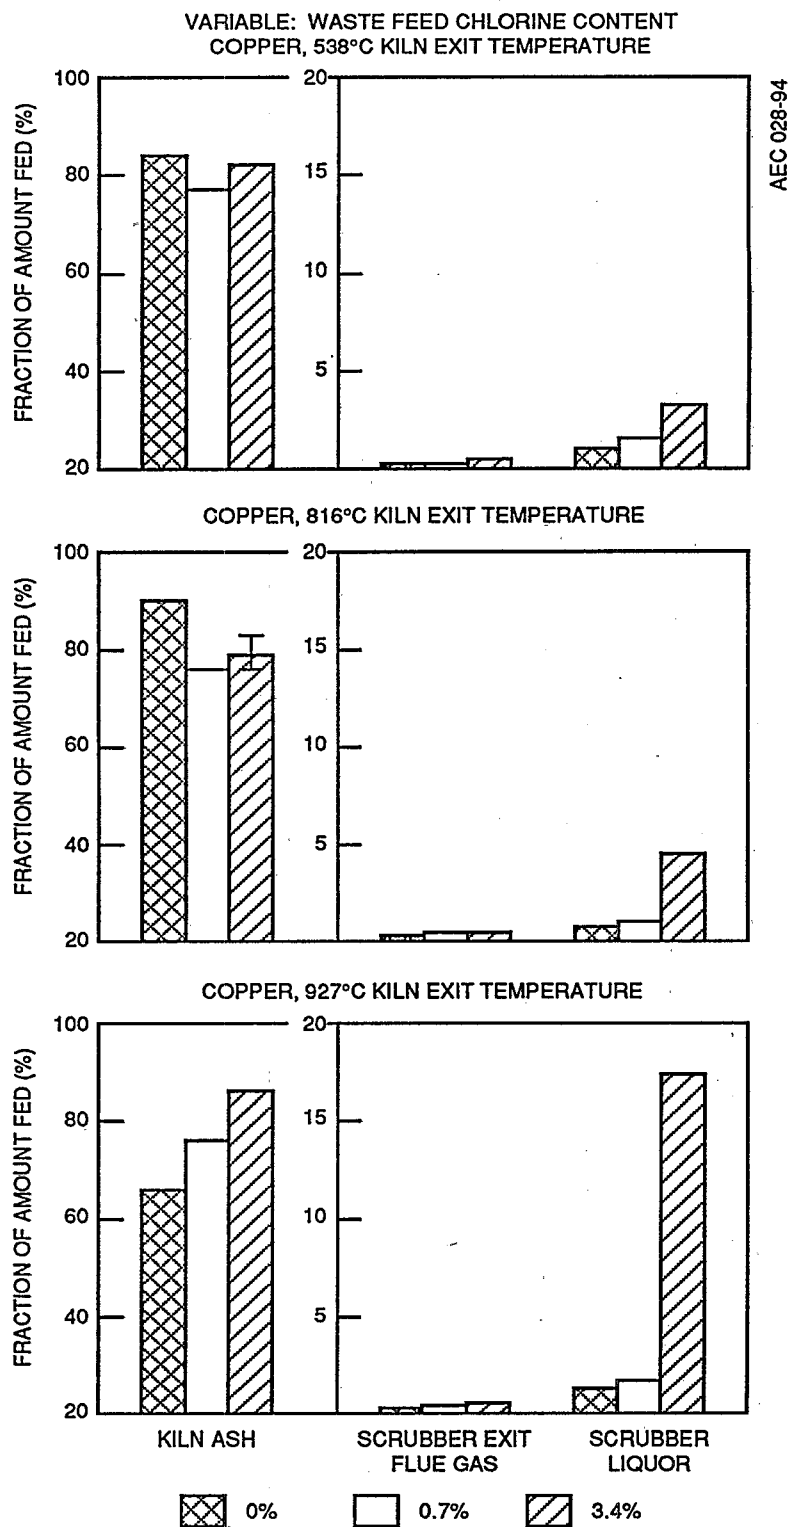 VARIABLE: WASTE FEED CHLORINE CONTENT
COPPER, 538°C KILN EXIT TEMPERATURE
AEC 028-94
FRACTION OF AMOUNT FED (%)
100
80
60
40
20
20
15
10
5
COPPER, 816°C KILN EXIT TEMPERATURE
FRACTION OF AMOUNT FED (%)
100
80
60
40
20
20
15
10
5
COPPER, 927°C KILN EXIT TEMPERATURE
FRACTION OF AMOUNT FED (%)
100
80
60
40
20
20
15
10
5
KILN ASH
SCRUBBER EXIT
FLUE GAS
SCRUBBER
LIQUOR
0%
0.7%
3.4%